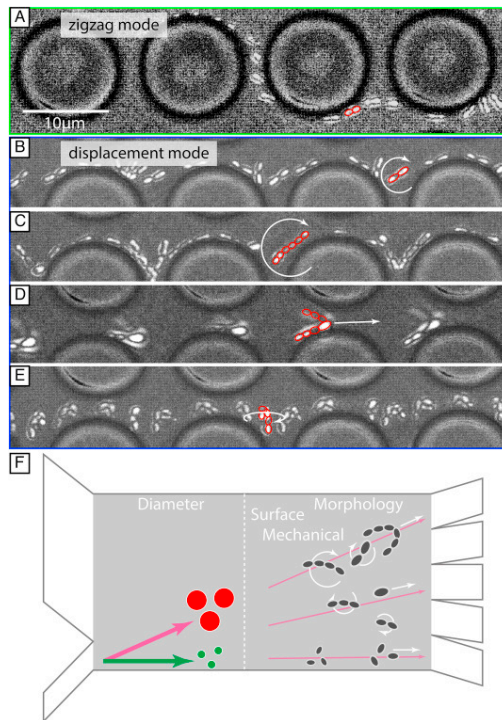 A
zigzag mode
10μm
B
displacement mode
C
D
E
F
Diameter
Morphology
Surface
Mechanical